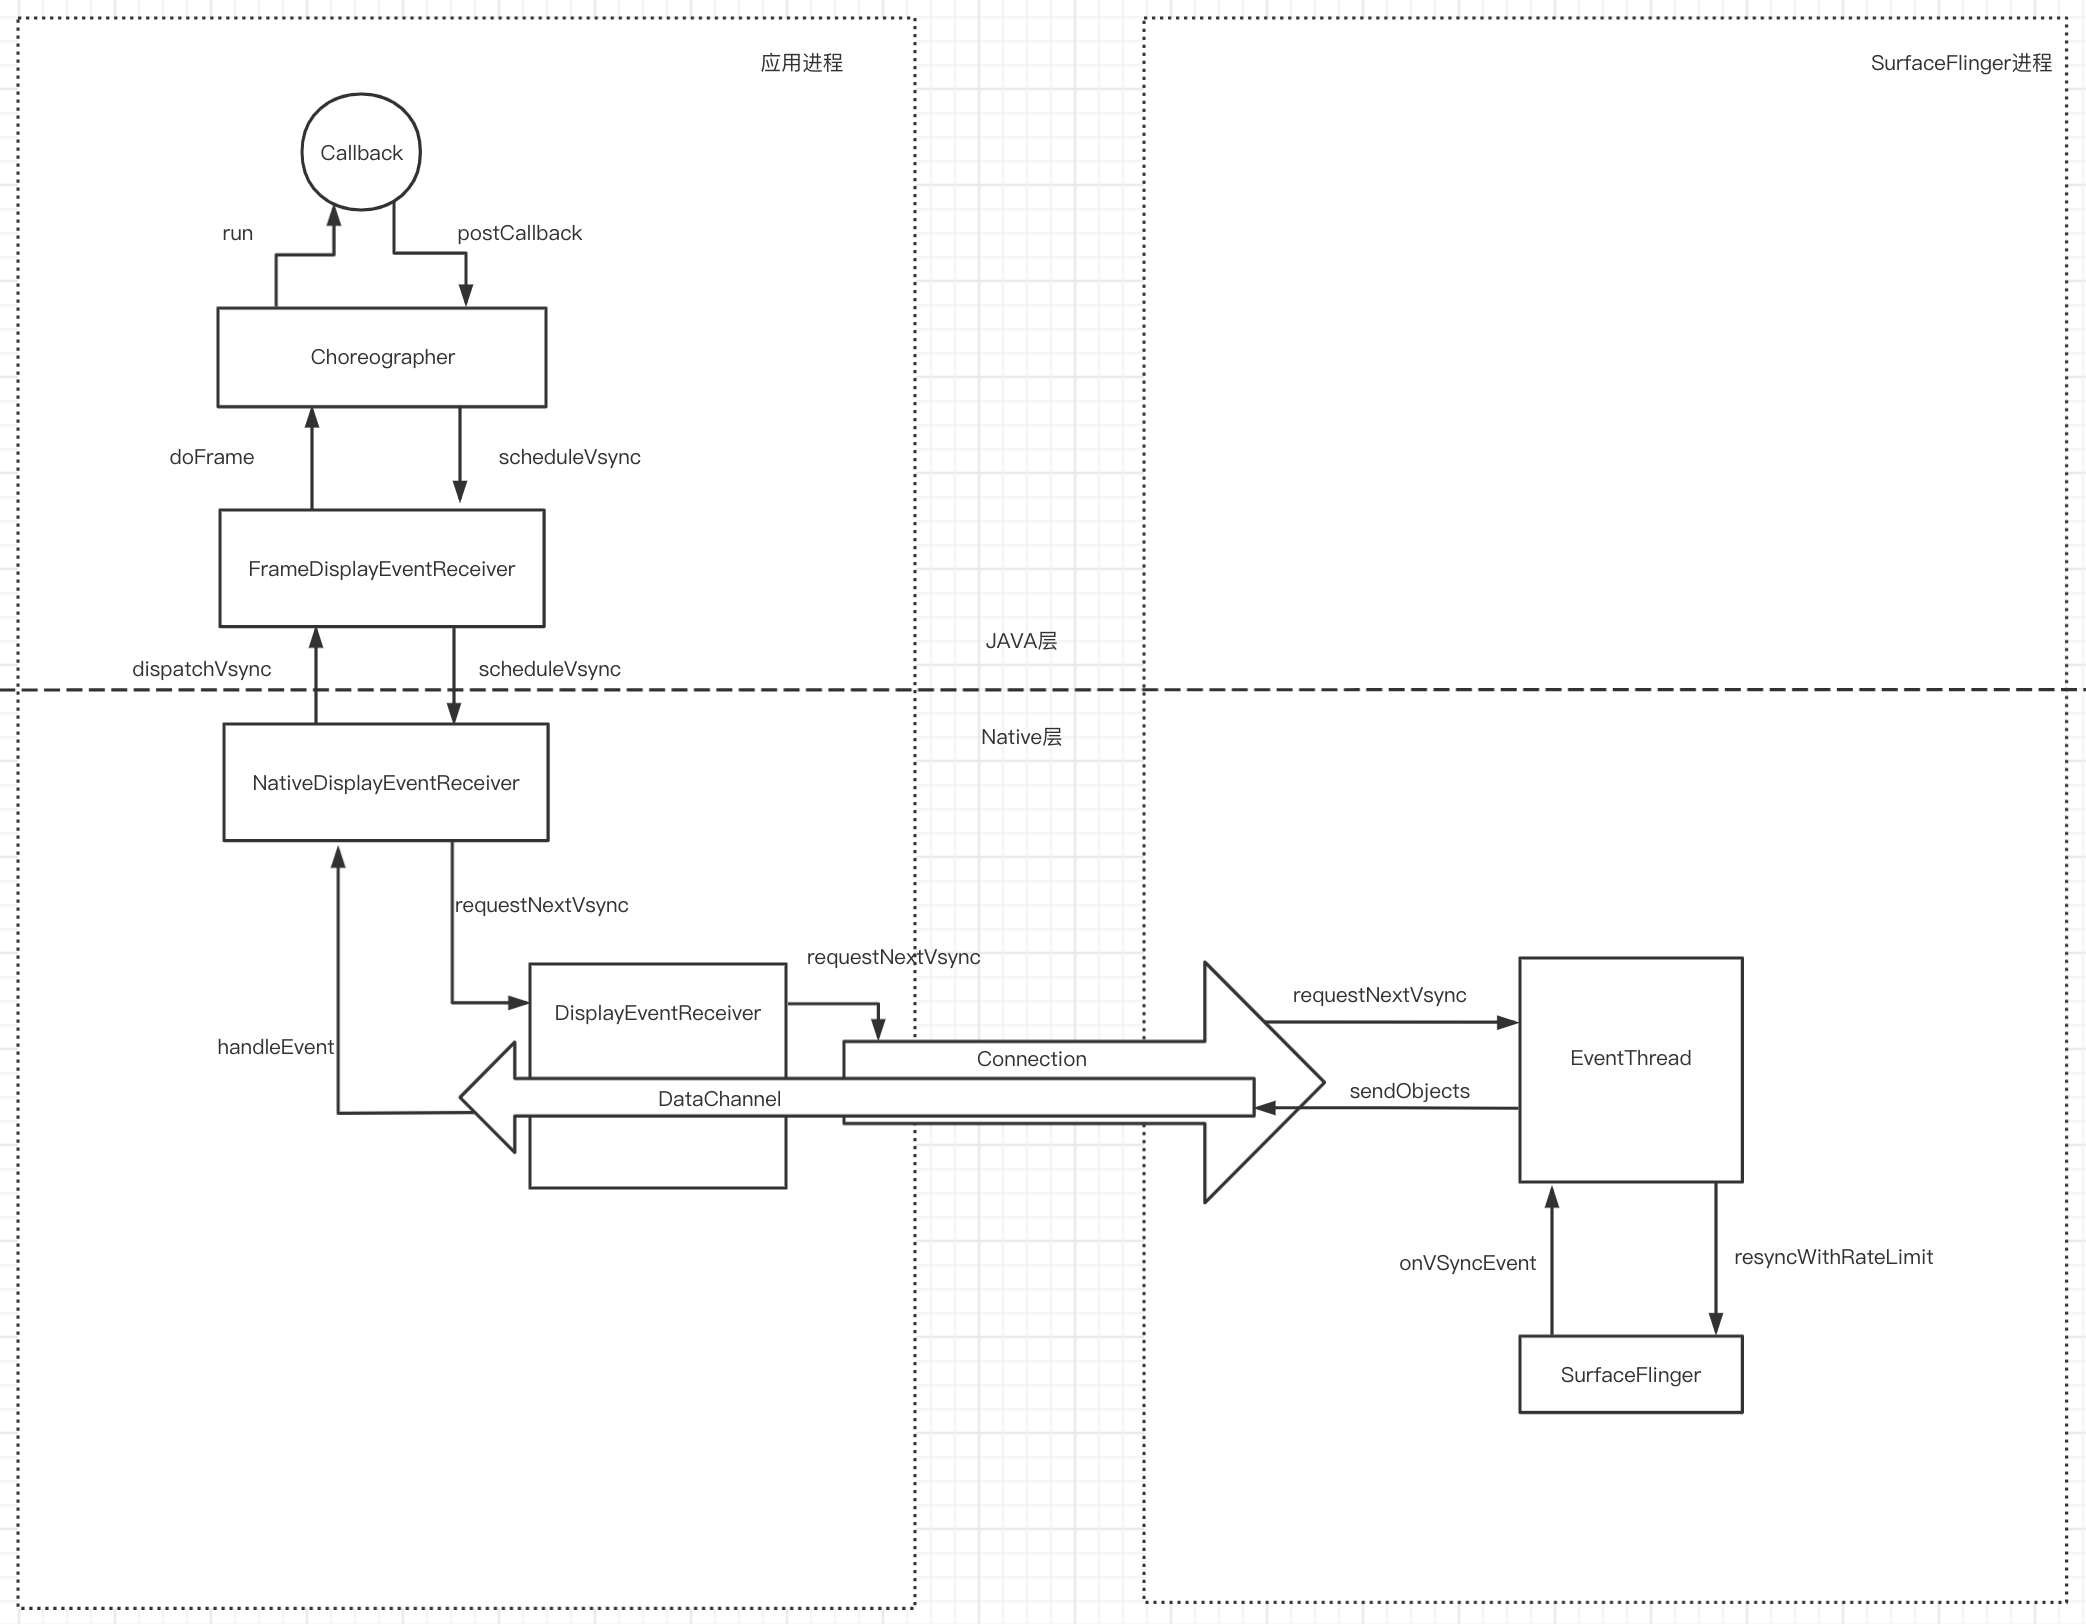 应用进程
SurfaceFlinger进程
Callback
run
postCallback
Choreographer
doFrame
scheduleVsync
FrameDisplayEventReceiver
JAVA层
dispatchVsync
scheduleVsync
Native层
NativeDisplayEventReceiver
requestNextVsync
requestNextVsync
requestNextVsync
DisplayEventReceiver
handleEvent
Connection
EventThread
sendObjects
DataChannel
onVSyncEvent
resyncWithRateLimit
SurfaceFlinger